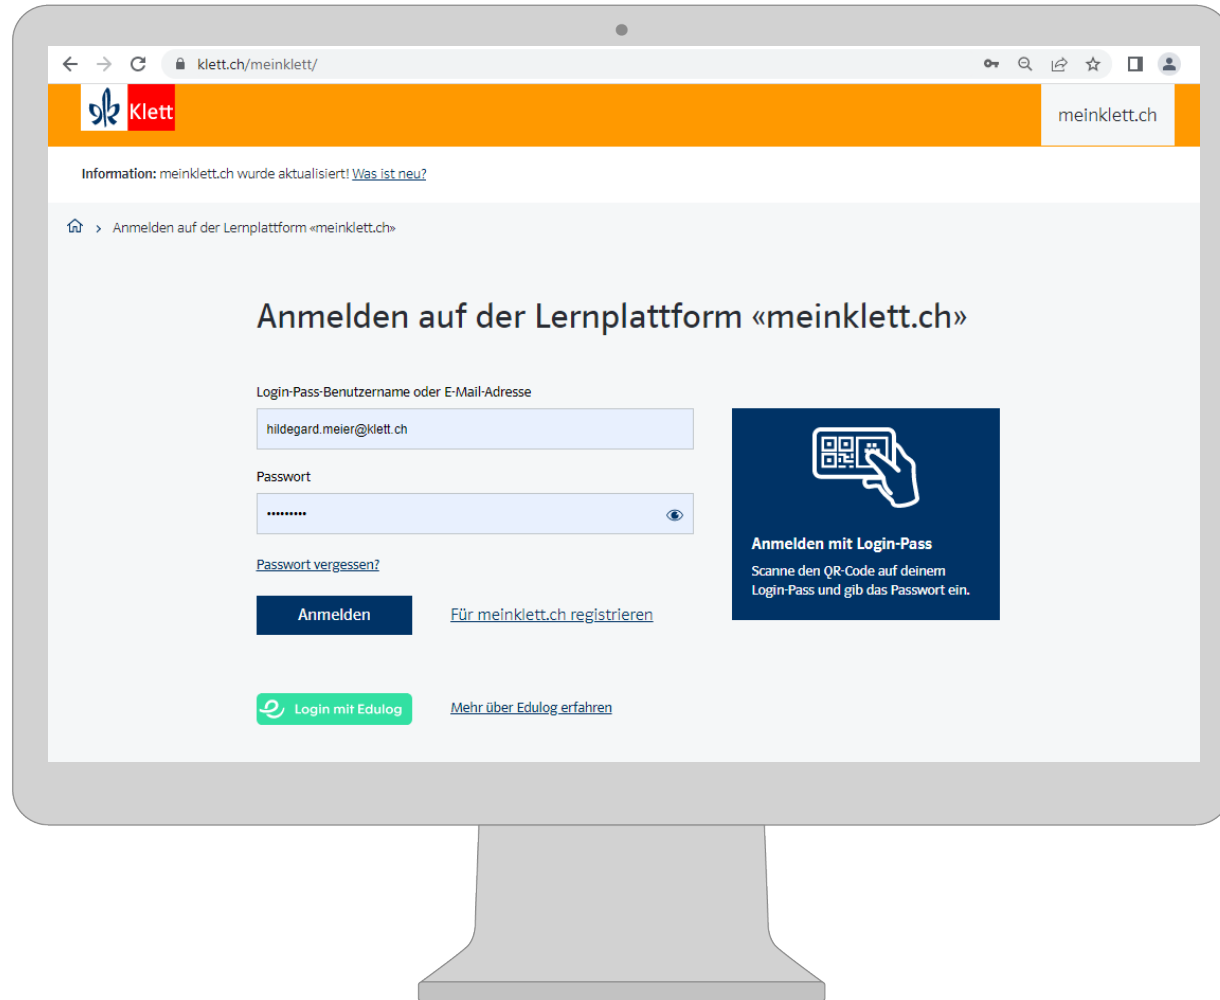 klett.ch/meinklett/
Klett
meinklett.ch
Information: meinklett.ch wurde aktualisiert! Was ist neu?
Anmelden auf der Lernplattform «meinklett.ch»
Anmelden auf der Lernplattform «meinklett.ch»
Login-Pass-Benutzername oder E-Mail-Adresse
hildegard.meier@klett.ch
Passwort
•••••••••
Passwort vergessen?
Anmelden
Für meinklett.ch registrieren
Anmelden mit Login-Pass
Scanne den QR-Code auf deinem
Login-Pass und gib das Passwort ein.
Login mit Edulog
Mehr über Edulog erfahren